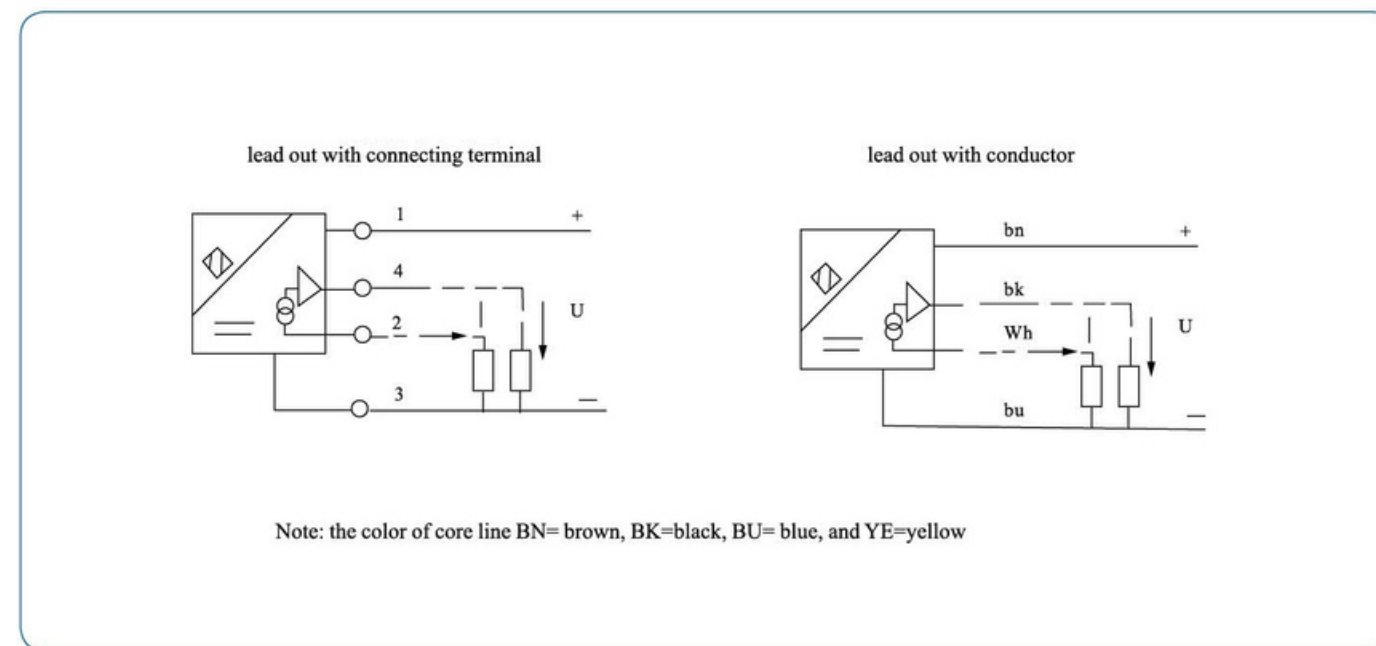 lead out with connecting terminal
lead out with conductor
1
+
4
U
2
3
—
bn
+
bk
U
Wh
bu
—
Note: the color of core line BN= brown, BK=black, BU= blue, and YE=yellow